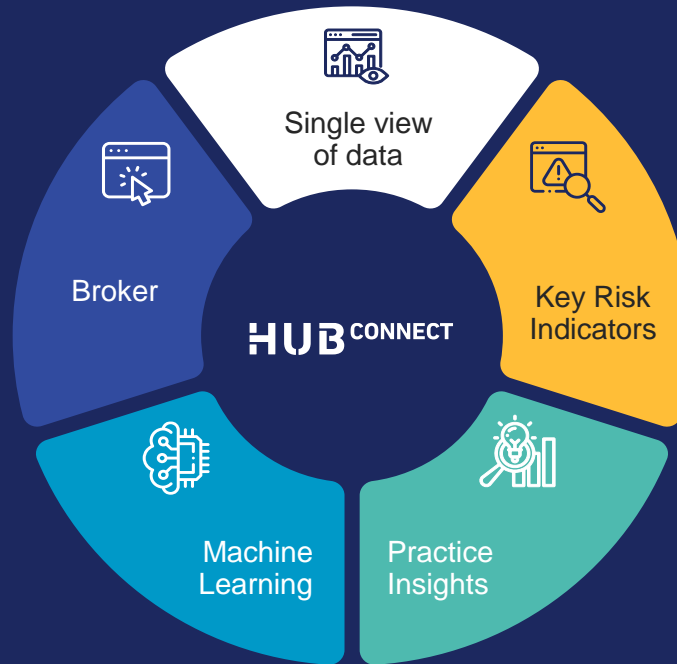 Single view
of data
Key Risk
Indicators
Practice
Insights
Machine
Learning
Broker
HUB CONNECT